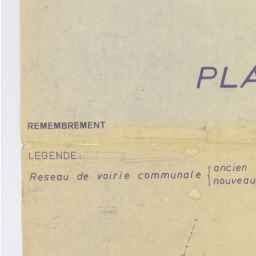 PLA
REMEMBREMENT
LEGENDE:
Reseau de voirie communale { ancien
nouveau